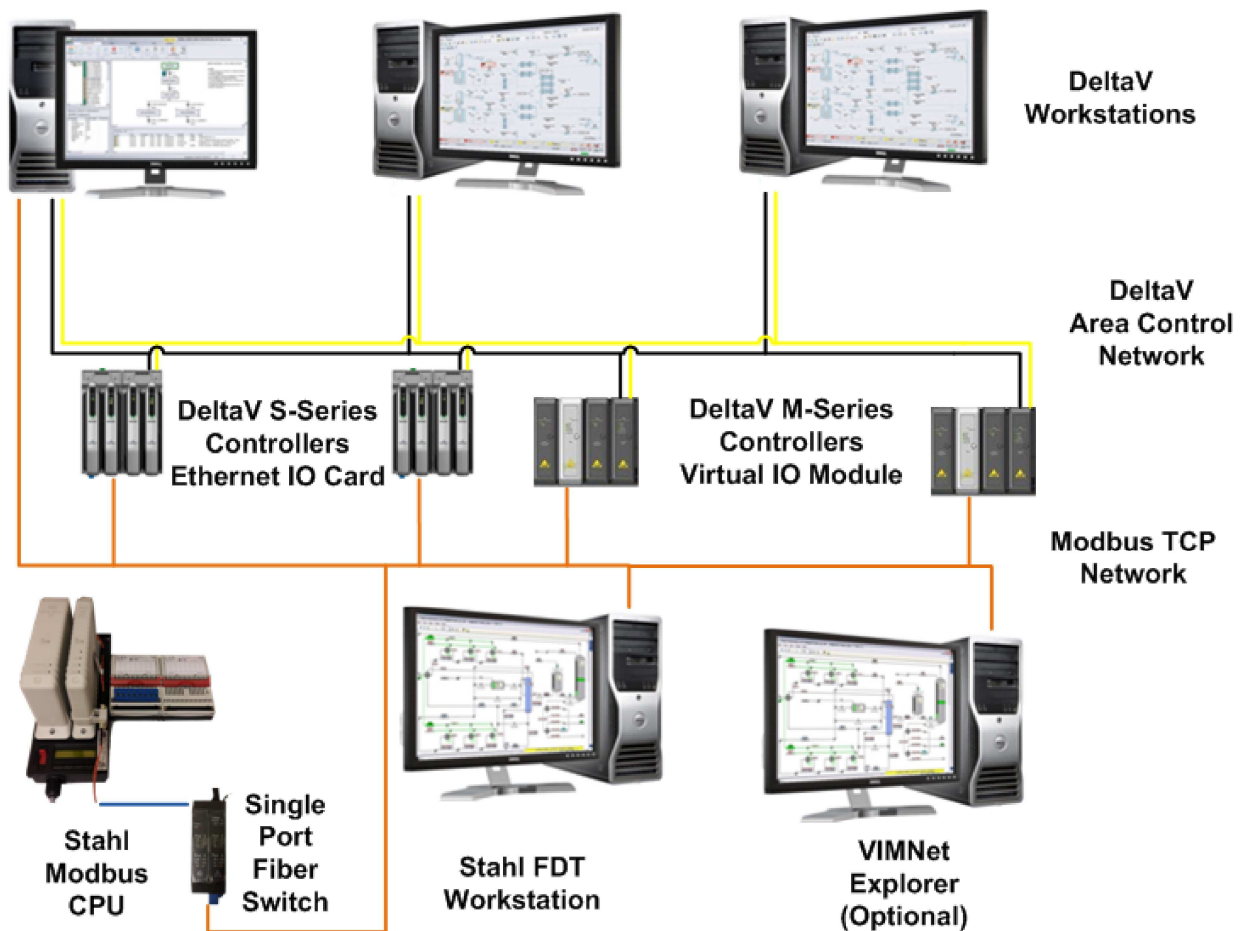 DeltaV
Workstations
DeltaV
Area Control
Network
DeltaV S-Series
Controllers
Ethernet IO Card
DeltaV M-Series
Controllers
Virtual IO Module
Modbus TCP
Network
Stahl
Modbus
CPU
Single
Port
Fiber
Switch
Stahl FDT
Workstation
VIMNet
Explorer
(Optional)